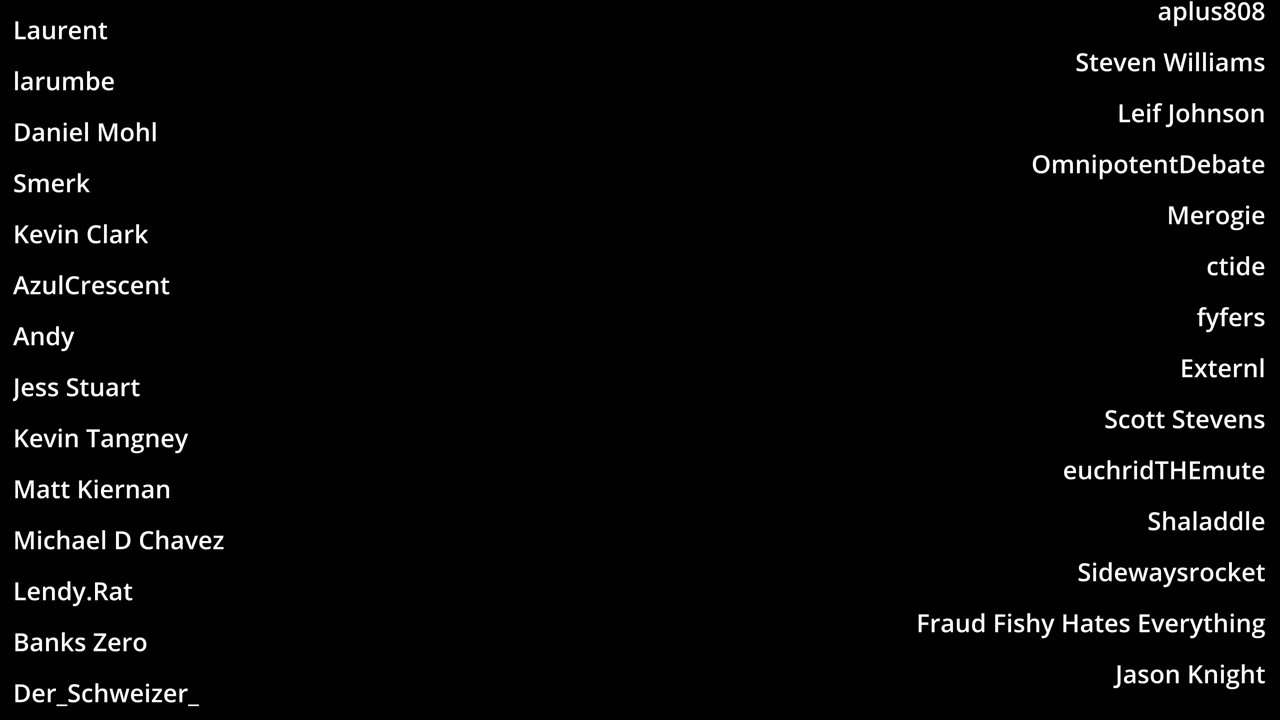 Laurent
larumbe
Daniel Mohl
Smerk
Kevin Clark
AzulCrescent
Andy
Jess Stuart
Kevin Tangney
Matt Kiernan
Michael D Chavez
Lendy.Rat
Banks Zero
Der_Schweizer_
aplus808
Steven Williams
Leif Johnson
OmnipotentDebate
Merogie
ctide
fyfers
Externl
Scott Stevens
euchridTHEmute
Shaladdle
Sidewaysrocket
Fraud Fishy Hates Everything
Jason Knight